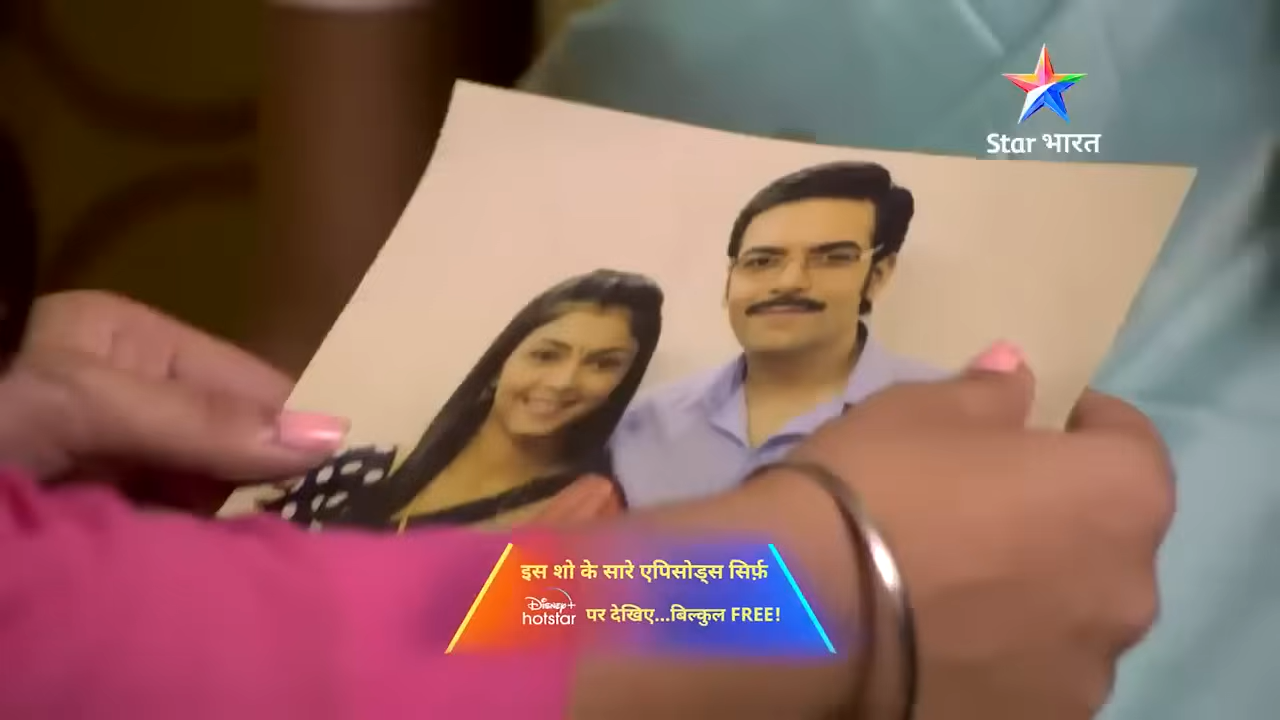 Star भारत
इस शो के सारे एपिसोड्स सिर्फ़
Disney+
hotstar पर देखिए...बिल्कुल FREE!